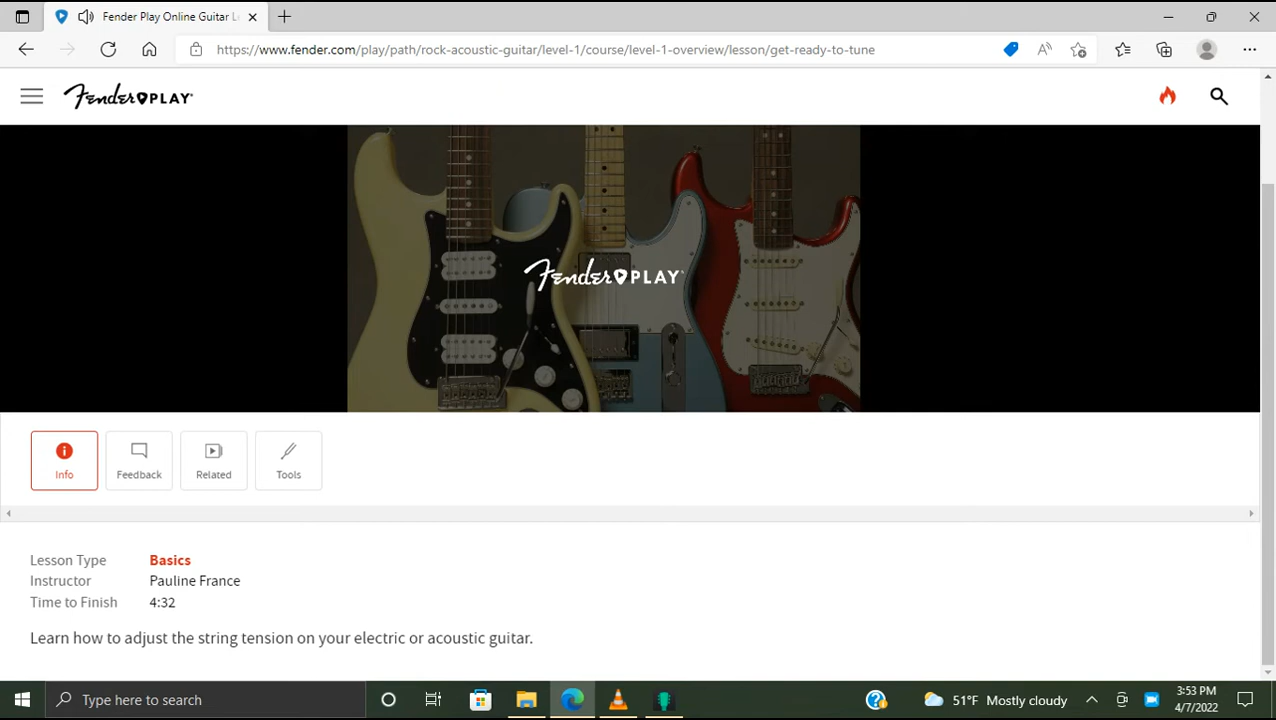 Fender Play Online Guitar L
https://www.fender.com/play/path/rock-acoustic-guitar/level-1/course/level-1-overview/lesson/get-ready-to-tune
Fender PLAY
Fender PLAY
Info
Feedback
Related
Tools
Lesson Type Basics
Instructor Pauline France
Time to Finish 4:32
Learn how to adjust the string tension on your electric or acoustic guitar.
Type here to search
51°F Mostly cloudy
3:53 PM
4/7/2022